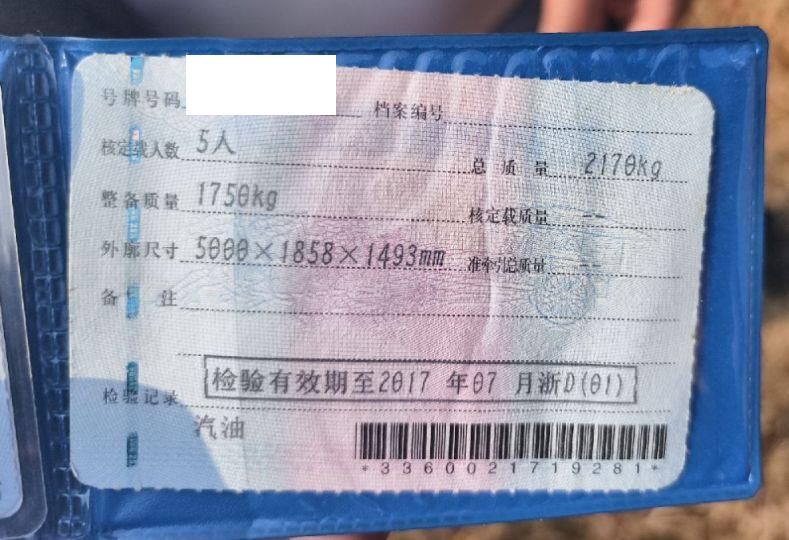 号牌号码 档案编号
核定载人数 5人 总质量 2170kg
整备质量 1750kg 核定载质量 --
外廓尺寸 5000×1858×1493mm 准牵引总质量 --
备注
检验记录 检验有效期至2017年07月浙D(01)
汽油
*3360021719281*